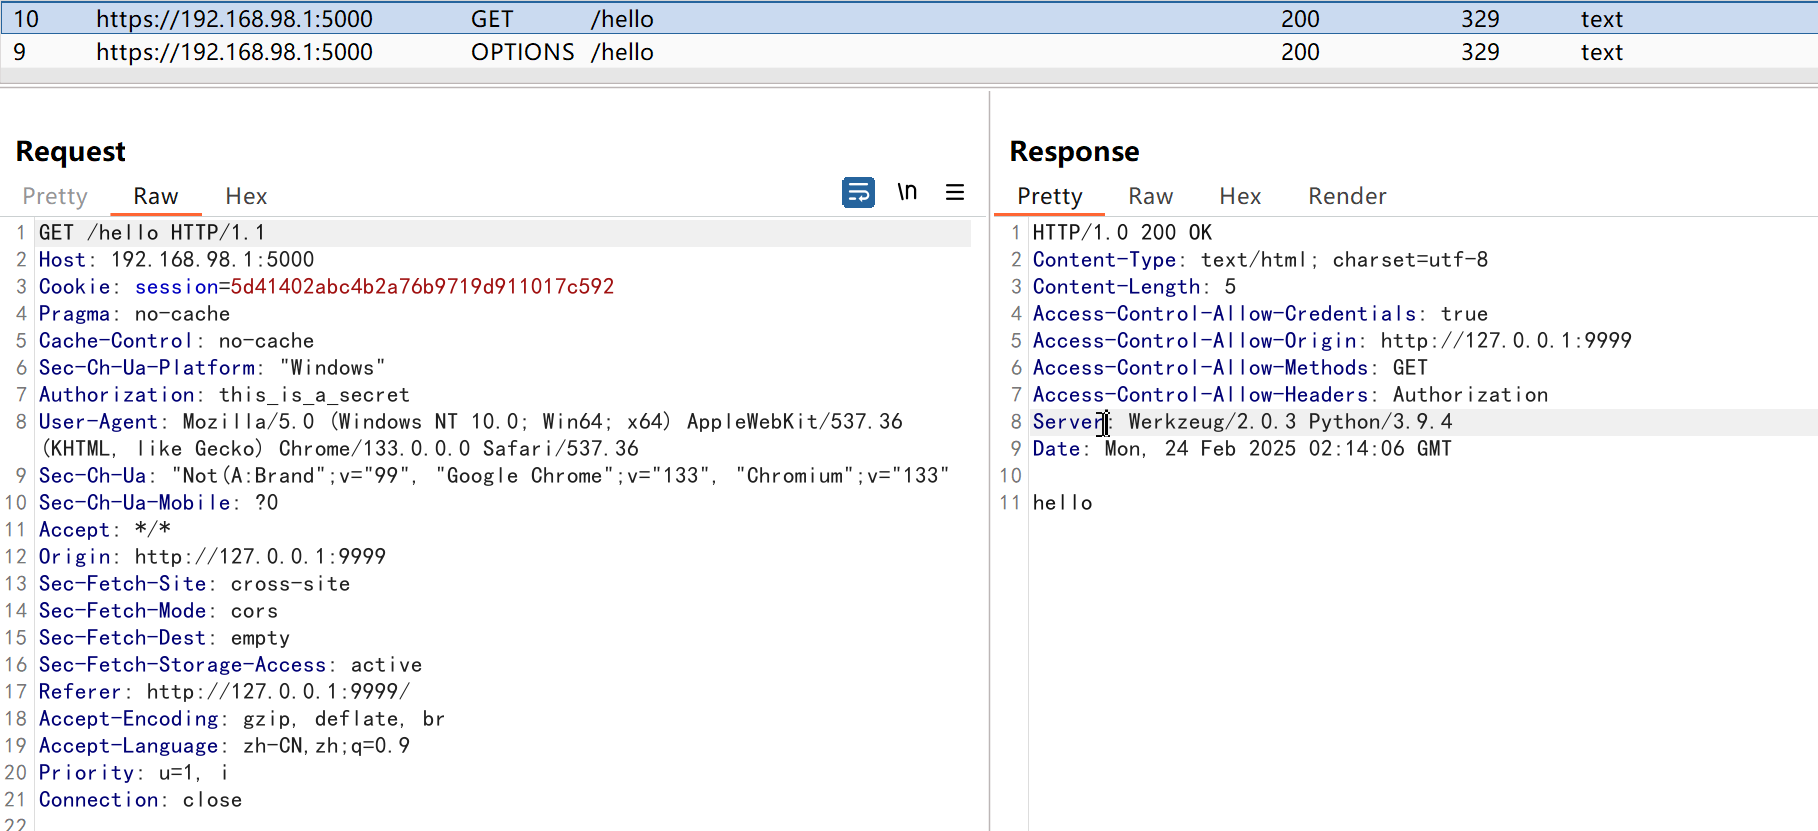 10 https://192.168.98.1:5000 GET /hello 200 329 text
9 https://192.168.98.1:5000 OPTIONS /hello 200 329 text
Request
Pretty Raw Hex \n
1 GET /hello HTTP/1.1
2 Host: 192.168.98.1:5000
3 Cookie: session=5d41402abc4b2a76b9719d911017c592
4 Pragma: no-cache
5 Cache-Control: no-cache
6 Sec-Ch-Ua-Platform: "Windows"
7 Authorization: this_is_a_secret
8 User-Agent: Mozilla/5.0 (Windows NT 10.0; Win64; x64) AppleWebKit/537.36
(KHTML, like Gecko) Chrome/133.0.0.0 Safari/537.36
9 Sec-Ch-Ua: "Not(A:Brand";v="99", "Google Chrome";v="133", "Chromium";v="133"
10 Sec-Ch-Ua-Mobile: ?0
11 Accept: */*
12 Origin: http://127.0.0.1:9999
13 Sec-Fetch-Site: cross-site
14 Sec-Fetch-Mode: cors
15 Sec-Fetch-Dest: empty
16 Sec-Fetch-Storage-Access: active
17 Referer: http://127.0.0.1:9999/
18 Accept-Encoding: gzip, deflate, br
19 Accept-Language: zh-CN,zh;q=0.9
20 Priority: u=1, i
21 Connection: close
22
Response
Pretty Raw Hex Render
1 HTTP/1.0 200 OK
2 Content-Type: text/html; charset=utf-8
3 Content-Length: 5
4 Access-Control-Allow-Credentials: true
5 Access-Control-Allow-Origin: http://127.0.0.1:9999
6 Access-Control-Allow-Methods: GET
7 Access-Control-Allow-Headers: Authorization
8 Server: Werkzeug/2.0.3 Python/3.9.4
9 Date: Mon, 24 Feb 2025 02:14:06 GMT
10
11 hello